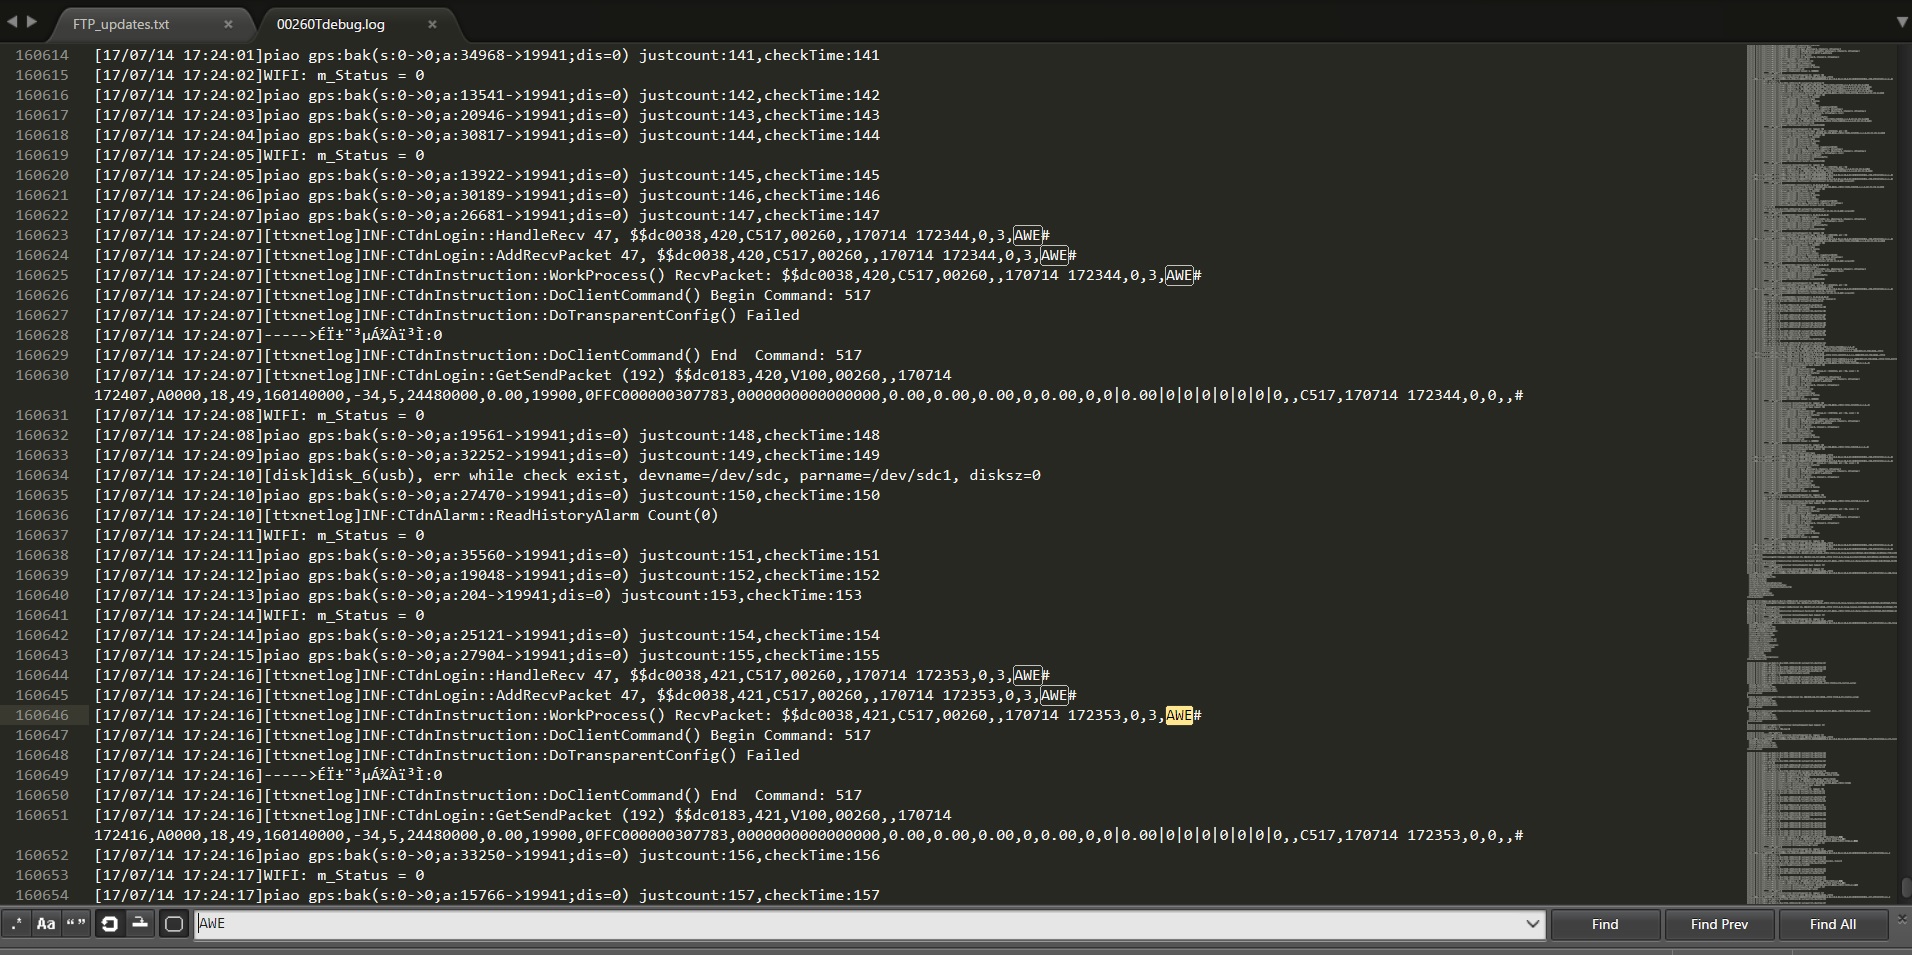 FTP_updates.txt × 00260Tdebug.log ×
160614 [17/07/14 17:24:01]piao gps:bak(s:0->0;a:34968->19941;dis=0) justcount:141,checkTime:141
160615 [17/07/14 17:24:02]WIFI: m_Status = 0
160616 [17/07/14 17:24:02]piao gps:bak(s:0->0;a:13541->19941;dis=0) justcount:142,checkTime:142
160617 [17/07/14 17:24:03]piao gps:bak(s:0->0;a:20946->19941;dis=0) justcount:143,checkTime:143
160618 [17/07/14 17:24:04]piao gps:bak(s:0->0;a:30817->19941;dis=0) justcount:144,checkTime:144
160619 [17/07/14 17:24:05]WIFI: m_Status = 0
160620 [17/07/14 17:24:05]piao gps:bak(s:0->0;a:13922->19941;dis=0) justcount:145,checkTime:145
160621 [17/07/14 17:24:06]piao gps:bak(s:0->0;a:30189->19941;dis=0) justcount:146,checkTime:146
160622 [17/07/14 17:24:07]piao gps:bak(s:0->0;a:26681->19941;dis=0) justcount:147,checkTime:147
160623 [17/07/14 17:24:07][ttxnetlog]INF:CTdnLogin::HandleRecv 47, $$dc0038,420,C517,00260,,170714 172344,0,3,AWE#
160624 [17/07/14 17:24:07][ttxnetlog]INF:CTdnLogin::AddRecvPacket 47, $$dc0038,420,C517,00260,,170714 172344,0,3,AWE#
160625 [17/07/14 17:24:07][ttxnetlog]INF:CTdnInstruction::WorkProcess() RecvPacket: $$dc0038,420,C517,00260,,170714 172344,0,3,AWE#
160626 [17/07/14 17:24:07][ttxnetlog]INF:CTdnInstruction::DoClientCommand() Begin Command: 517
160627 [17/07/14 17:24:07][ttxnetlog]INF:CTdnInstruction::DoTransparentConfig() Failed
160628 [17/07/14 17:24:07]----->ÉÏ±¨³µÁ¾Àï³Ì:0
160629 [17/07/14 17:24:07][ttxnetlog]INF:CTdnInstruction::DoClientCommand() End  Command: 517
160630 [17/07/14 17:24:07][ttxnetlog]INF:CTdnLogin::GetSendPacket (192) $$dc0183,420,V100,00260,,170714
172407,A0000,18,49,160140000,-34,5,24480000,0.00,19900,0FFC000000307783,0000000000000000,0.00,0.00,0.00,0,0.00,0,0|0.00|0|0|0|0|0|0|0,,C517,170714 172344,0,0,,#
160631 [17/07/14 17:24:08]WIFI: m_Status = 0
160632 [17/07/14 17:24:08]piao gps:bak(s:0->0;a:19561->19941;dis=0) justcount:148,checkTime:148
160633 [17/07/14 17:24:09]piao gps:bak(s:0->0;a:32252->19941;dis=0) justcount:149,checkTime:149
160634 [17/07/14 17:24:10][disk]disk_6(usb), err while check exist, devname=/dev/sdc, parname=/dev/sdc1, disksz=0
160635 [17/07/14 17:24:10]piao gps:bak(s:0->0;a:27470->19941;dis=0) justcount:150,checkTime:150
160636 [17/07/14 17:24:10][ttxnetlog]INF:CTdnAlarm::ReadHistoryAlarm Count(0)
160637 [17/07/14 17:24:11]WIFI: m_Status = 0
160638 [17/07/14 17:24:11]piao gps:bak(s:0->0;a:35560->19941;dis=0) justcount:151,checkTime:151
160639 [17/07/14 17:24:12]piao gps:bak(s:0->0;a:19048->19941;dis=0) justcount:152,checkTime:152
160640 [17/07/14 17:24:13]piao gps:bak(s:0->0;a:204->19941;dis=0) justcount:153,checkTime:153
160641 [17/07/14 17:24:14]WIFI: m_Status = 0
160642 [17/07/14 17:24:14]piao gps:bak(s:0->0;a:25121->19941;dis=0) justcount:154,checkTime:154
160643 [17/07/14 17:24:15]piao gps:bak(s:0->0;a:27904->19941;dis=0) justcount:155,checkTime:155
160644 [17/07/14 17:24:16][ttxnetlog]INF:CTdnLogin::HandleRecv 47, $$dc0038,421,C517,00260,,170714 172353,0,3,AWE#
160645 [17/07/14 17:24:16][ttxnetlog]INF:CTdnLogin::AddRecvPacket 47, $$dc0038,421,C517,00260,,170714 172353,0,3,AWE#
160646 [17/07/14 17:24:16][ttxnetlog]INF:CTdnInstruction::WorkProcess() RecvPacket: $$dc0038,421,C517,00260,,170714 172353,0,3,AWE#
160647 [17/07/14 17:24:16][ttxnetlog]INF:CTdnInstruction::DoClientCommand() Begin Command: 517
160648 [17/07/14 17:24:16][ttxnetlog]INF:CTdnInstruction::DoTransparentConfig() Failed
160649 [17/07/14 17:24:16]----->ÉÏ±¨³µÁ¾Àï³Ì:0
160650 [17/07/14 17:24:16][ttxnetlog]INF:CTdnInstruction::DoClientCommand() End  Command: 517
160651 [17/07/14 17:24:16][ttxnetlog]INF:CTdnLogin::GetSendPacket (192) $$dc0183,421,V100,00260,,170714
172416,A0000,18,49,160140000,-34,5,24480000,0.00,19900,0FFC000000307783,0000000000000000,0.00,0.00,0.00,0,0.00,0,0|0.00|0|0|0|0|0|0|0,,C517,170714 172353,0,0,,#
160652 [17/07/14 17:24:16]piao gps:bak(s:0->0;a:33250->19941;dis=0) justcount:156,checkTime:156
160653 [17/07/14 17:24:17]WIFI: m_Status = 0
160654 [17/07/14 17:24:17]piao gps:bak(s:0->0;a:15766->19941;dis=0) justcount:157,checkTime:157
.* Aa “” AWE Find Find Prev Find All ×